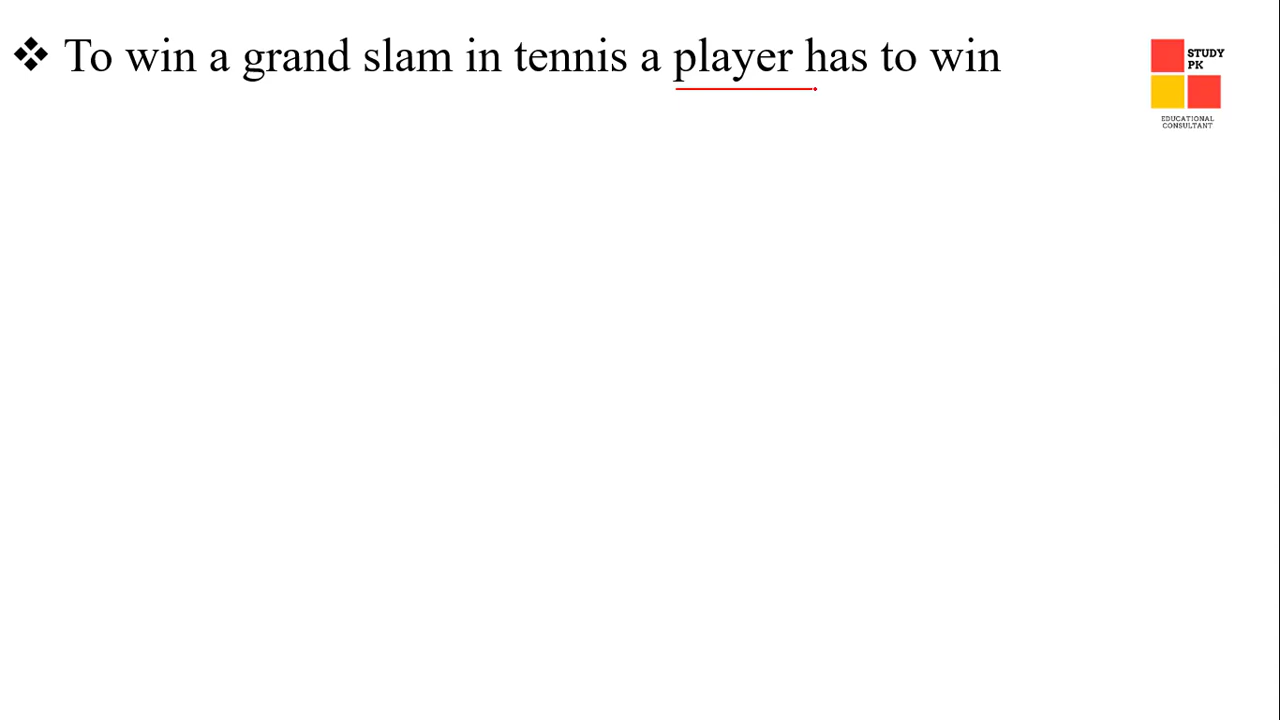 ❖ To win a grand slam in tennis a player has to win
STUDY
PK
EDUCATIONAL
CONSULTANT